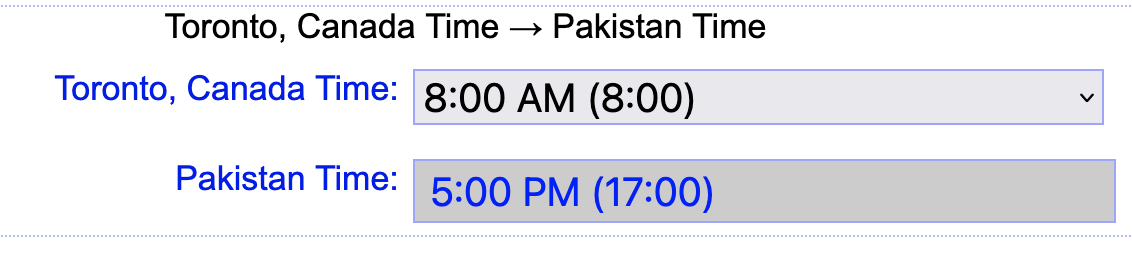 Toronto, Canada Time → Pakistan Time
Toronto, Canada Time: 8:00 AM (8:00)
Pakistan Time: 5:00 PM (17:00)